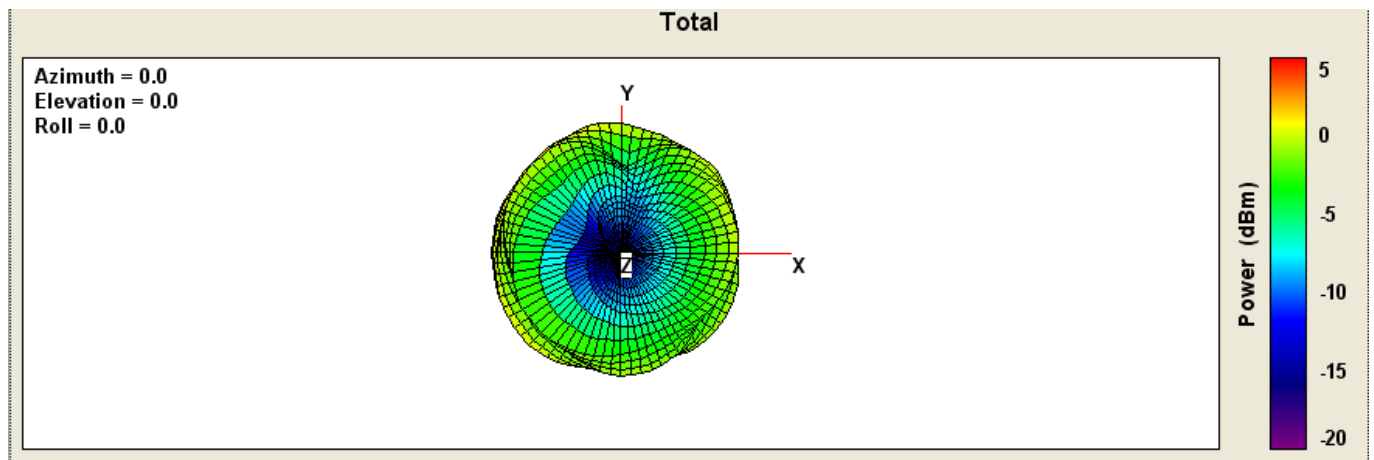 Total
Azimuth = 0.0
Elevation = 0.0
Roll = 0.0
Y
Z
X
Power (dBm)
5
0
-5
-10
-15
-20